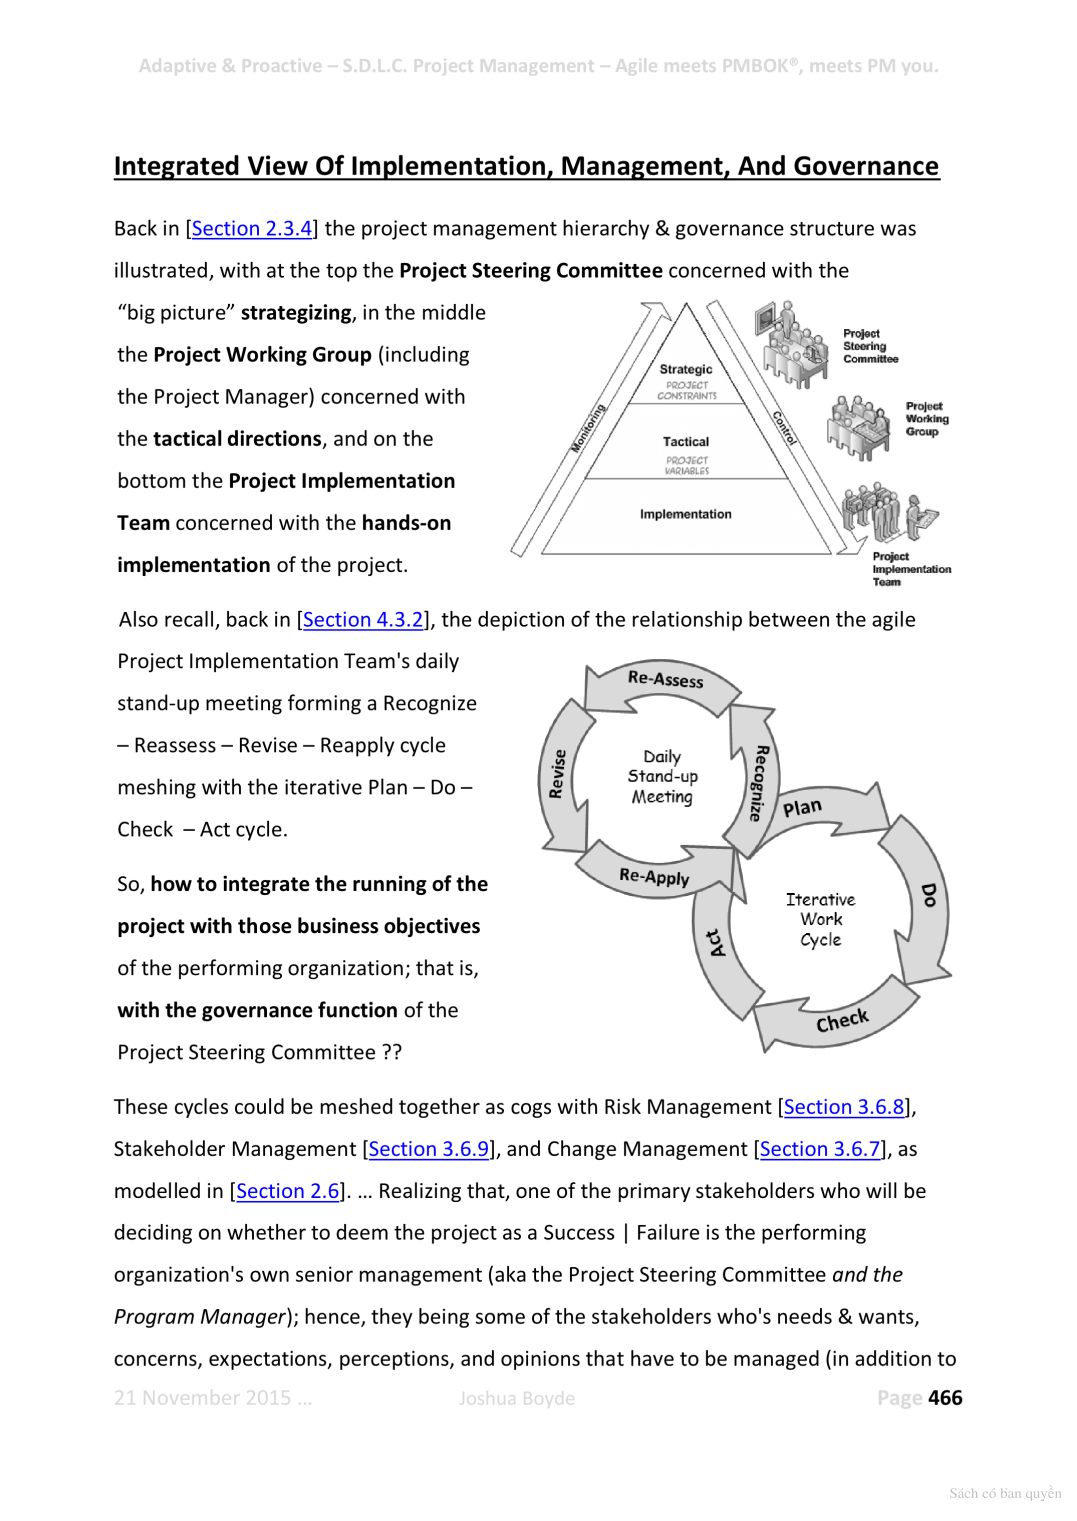 Adaptive & Proactive – S.D.L.C. Project Management – Agile meets PMBOK®, meets PM you.
Integrated View Of Implementation, Management, And Governance
Back in [Section 2.3.4] the project management hierarchy & governance structure was
illustrated, with at the top the Project Steering Committee concerned with the
“big picture” strategizing, in the middle
the Project Working Group (including
the Project Manager) concerned with
the tactical directions, and on the
bottom the Project Implementation
Team concerned with the hands-on
implementation of the project.
Monitoring
Control
Strategic
PROJECT
CONSTRAINTS
Tactical
PROJECT
VARIABLES
Implementation
Project
Steering
Committee
Project
Working
Group
Project
Implementation
Team
Also recall, back in [Section 4.3.2], the depiction of the relationship between the agile
Project Implementation Team's daily
stand-up meeting forming a Recognize
– Reassess – Revise – Reapply cycle
meshing with the iterative Plan – Do –
Check – Act cycle.
So, how to integrate the running of the
project with those business objectives
of the performing organization; that is,
with the governance function of the
Project Steering Committee ??
Re-Assess
Revise
Daily
Stand-up
Meeting
Recognize
Re-Apply
Plan
Do
Iterative
Work
Cycle
Act
Check
These cycles could be meshed together as cogs with Risk Management [Section 3.6.8],
Stakeholder Management [Section 3.6.9], and Change Management [Section 3.6.7], as
modelled in [Section 2.6]. … Realizing that, one of the primary stakeholders who will be
deciding on whether to deem the project as a Success | Failure is the performing
organization's own senior management (aka the Project Steering Committee and the
Program Manager); hence, they being some of the stakeholders who's needs & wants,
concerns, expectations, perceptions, and opinions that have to be managed (in addition to
21 November 2015 … Joshua Boyde Page 466
Sách có bản quyền